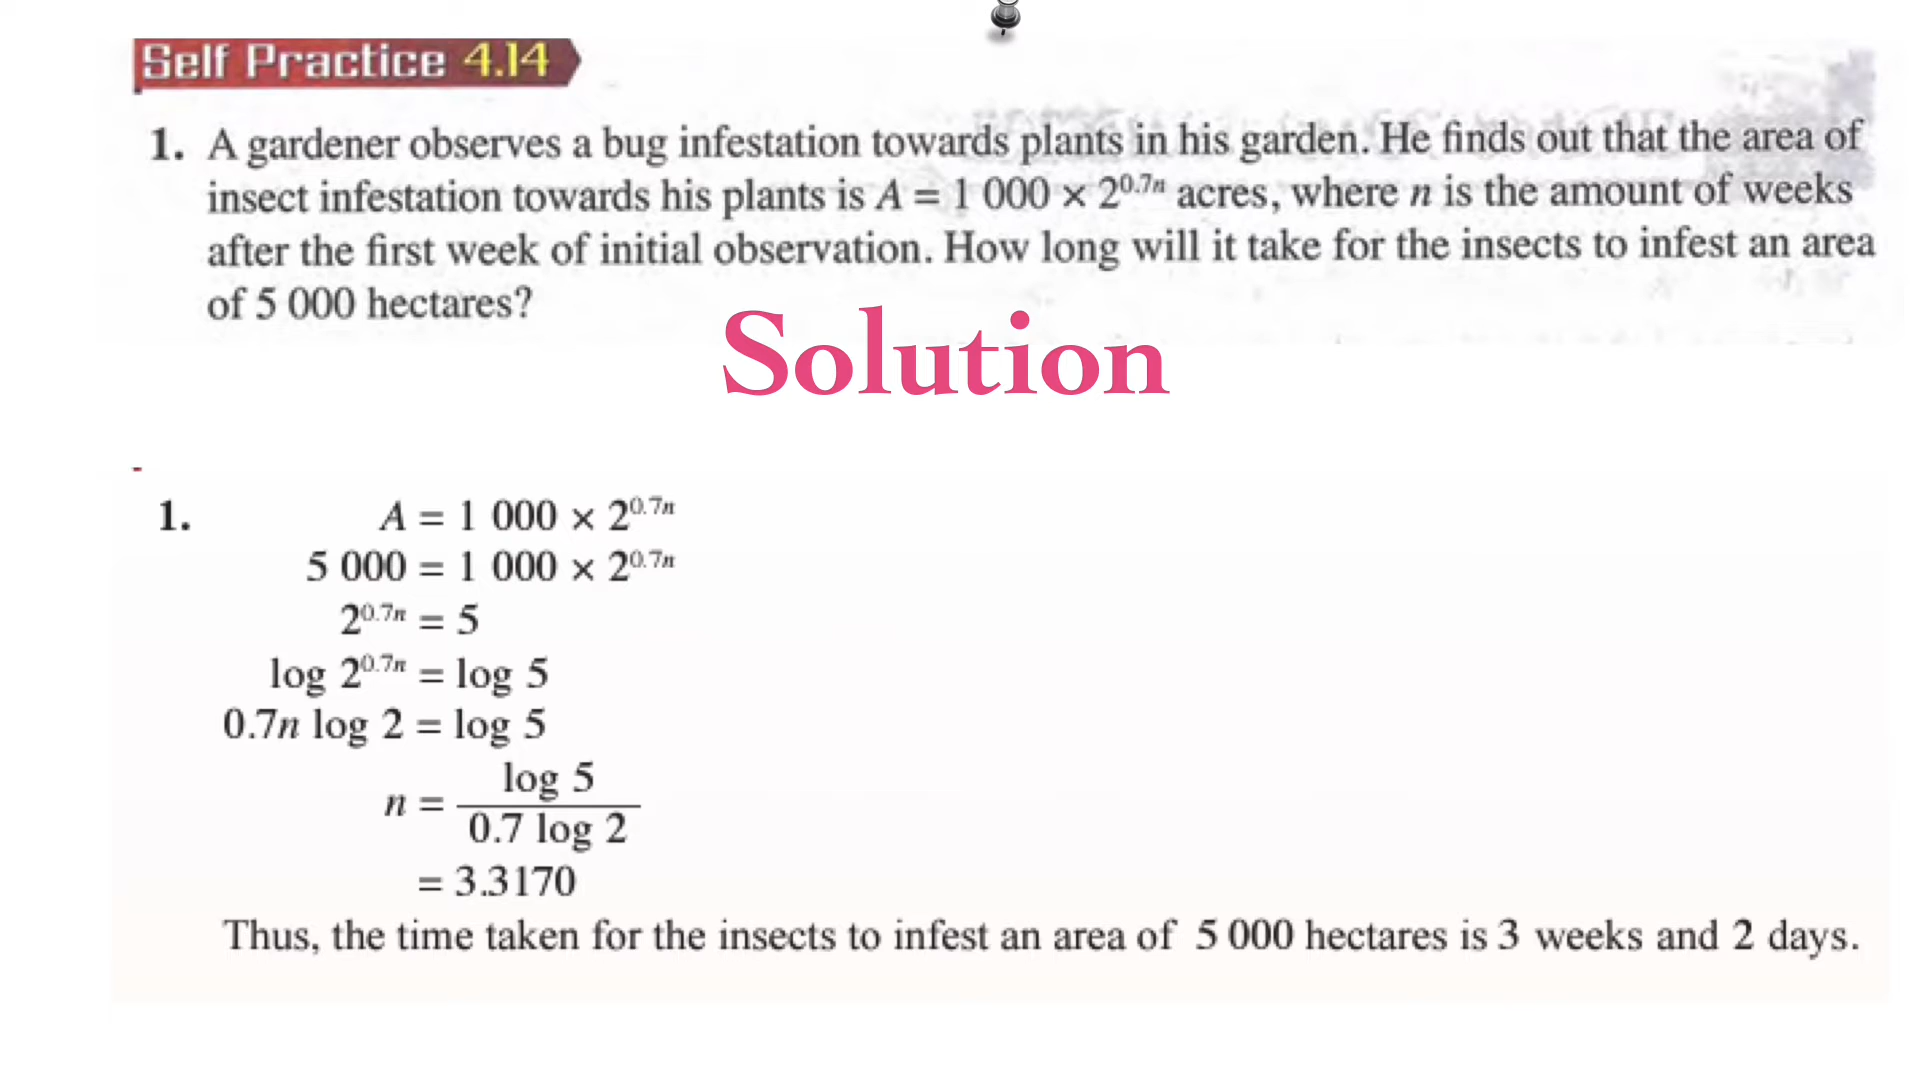 Self Practice 4.14
1. A gardener observes a bug infestation towards plants in his garden. He finds out that the area of
insect infestation towards his plants is A = 1 000 × 2^0.7n acres, where n is the amount of weeks
after the first week of initial observation. How long will it take for the insects to infest an area
of 5 000 hectares?
Solution
1. A = 1 000 × 2^0.7n
5 000 = 1 000 × 2^0.7n
2^0.7n = 5
log 2^0.7n = log 5
0.7n log 2 = log 5
n = log 5 / 0.7 log 2
= 3.3170
Thus, the time taken for the insects to infest an area of 5 000 hectares is 3 weeks and 2 days.